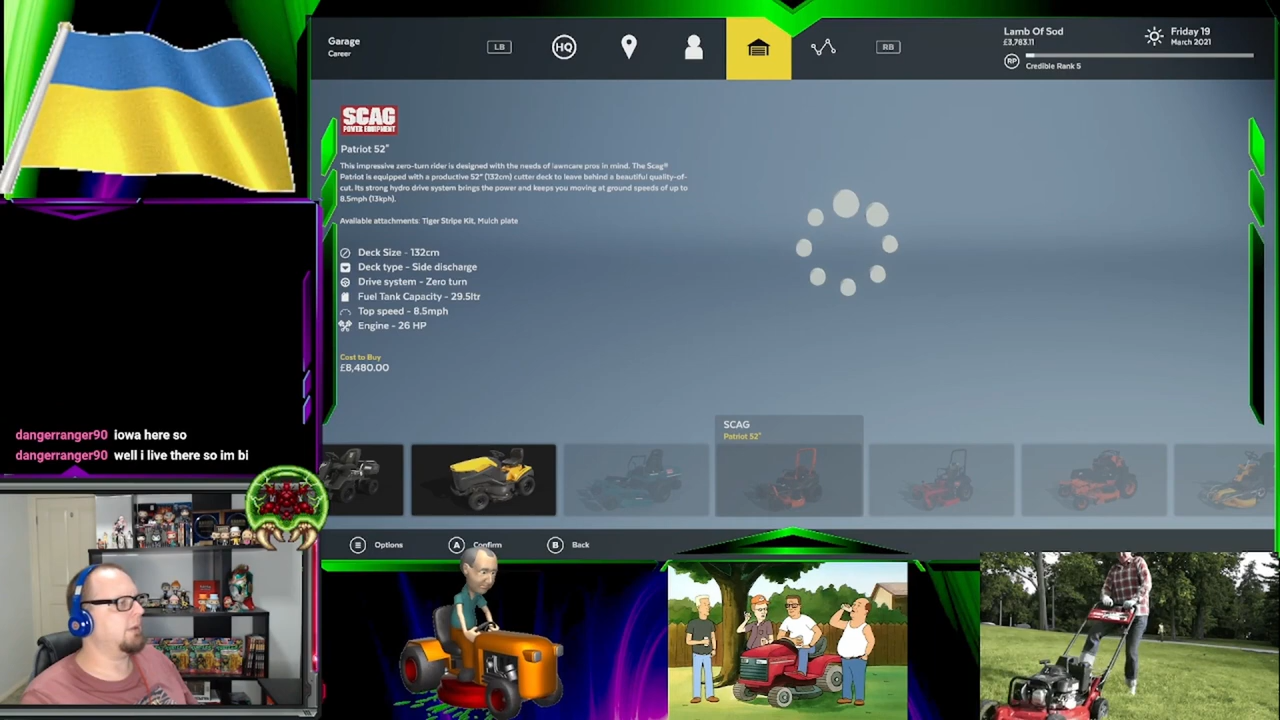 Garage
Career
LB
HQ
RB
Lamb Of Sod
£3,783.11
RP
Credible Rank 5
Friday 19
March 2021
SCAG
POWER EQUIPMENT
Patriot 52"
This impressive zero-turn rider is designed with the needs of lawncare pros in mind. The Scag®
Patriot is equipped with a productive 52" (132cm) cutter deck to leave behind a beautiful quality-of-
cut. Its strong hydro drive system brings the power and keeps you moving at ground speeds of up to
8.5mph (13kph).
Available attachments: Tiger Stripe Kit, Mulch plate
Deck Size - 132cm
Deck type - Side discharge
Drive system - Zero turn
Fuel Tank Capacity - 29.5ltr
Top speed - 8.5mph
Engine - 26 HP
Cost to Buy
£8,480.00
SCAG
Patriot 52"
Options
A Confirm
B Back
dangerranger90 iowa here so
dangerranger90 well i live there so im bi